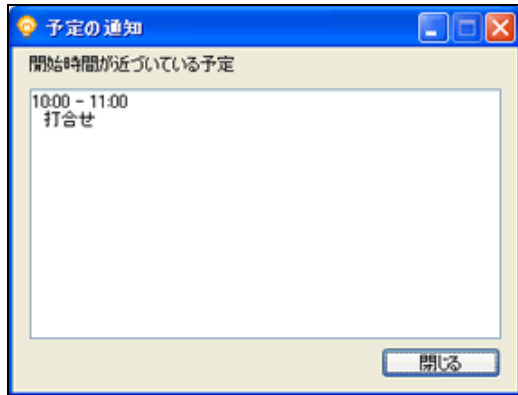 予定の通知
開始時間が近づいている予定
10:00 - 11:00
打合せ
閉じる